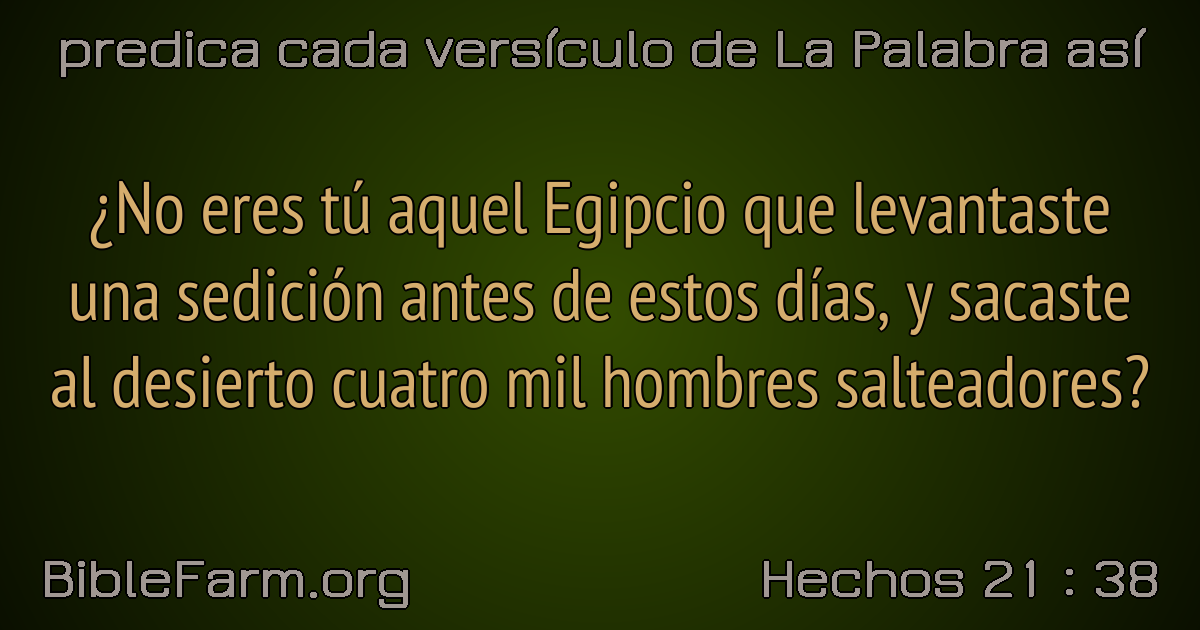 predica cada versículo de La Palabra así
¿No eres tú aquel Egipcio que levantaste
una sedición antes de estos días, y sacaste
al desierto cuatro mil hombres salteadores?
BibleFarm.org
Hechos 21 : 38